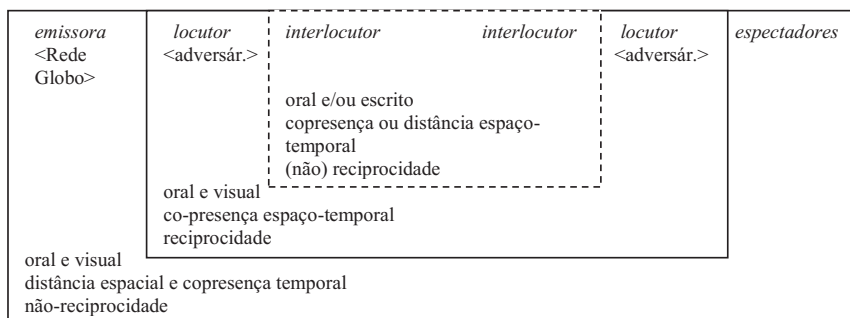 emissora locutor interlocutor interlocutor locutor espectadores
<Rede <adversár.> <adversár.>
Globo>
oral e/ou escrito
copresença ou distância espaço-
temporal
(não) reciprocidade
oral e visual
co-presença espaço-temporal
reciprocidade
oral e visual
distância espacial e copresença temporal
não-reciprocidade